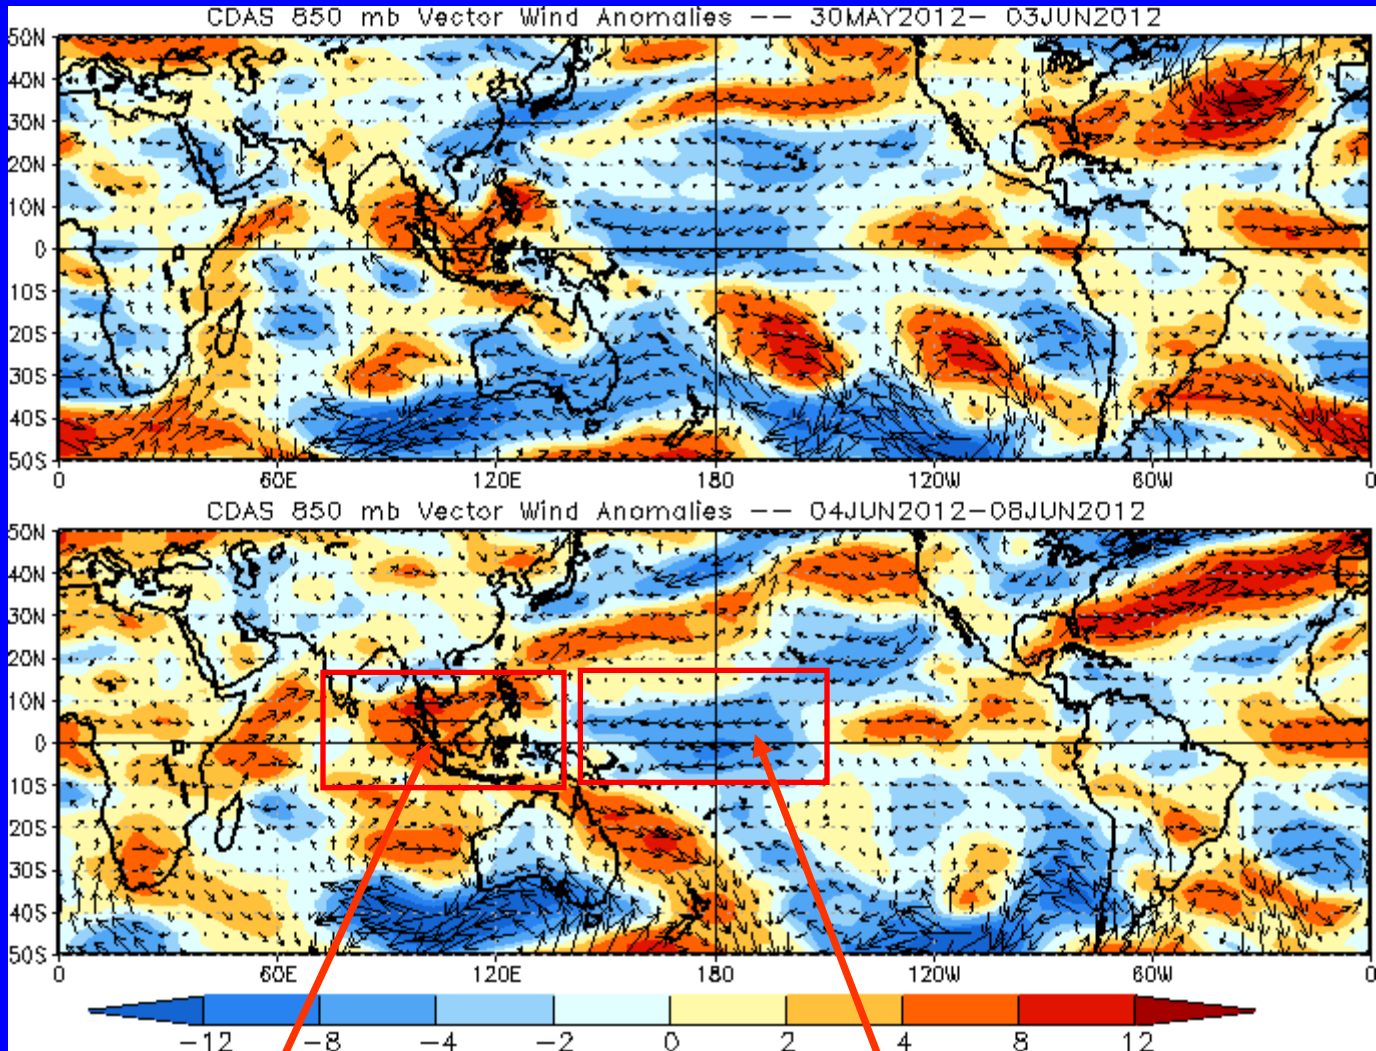 CDAS 850 mb Vector Wind Anomalies -- 30MAY2012- 03JUN2012
50N
40N
30N
20N
10N
0
10S
20S
30S
40S
50S
0 60E 120E 180 120W 60W 0
CDAS 850 mb Vector Wind Anomalies -- 04JUN2012-08JUN2012
50N
40N
30N
20N
10N
0
10S
20S
30S
40S
50S
0 60E 120E 180 120W 60W 0
-12 -8 -4 -2 0 2 4 8 12